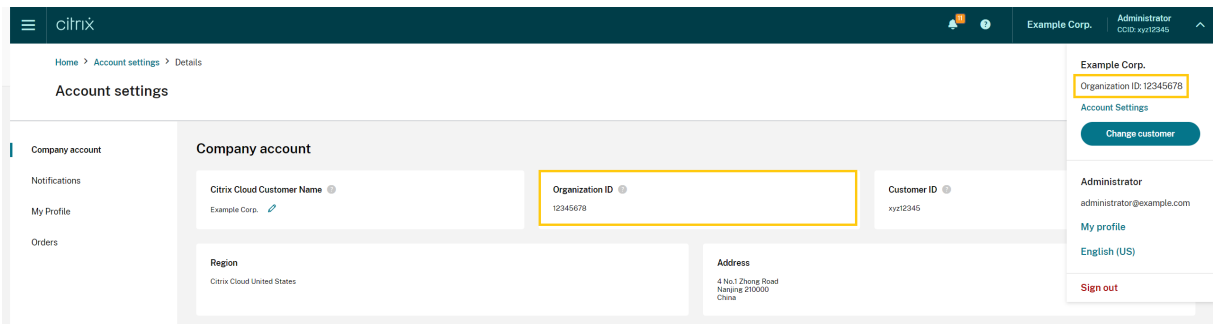 citrix
11
?
Example Corp.
Administrator
CCID: xyz12345
Home > Account settings > Details
Account settings
Example Corp.
Organization ID: 12345678
Account Settings
Change customer
Administrator
administrator@example.com
My profile
English (US)
Sign out
Company account
Notifications
My Profile
Orders
Company account
Citrix Cloud Customer Name ?
Example Corp.
Organization ID ?
12345678
Customer ID ?
xyz12345
Region
Citrix Cloud United States
Address
4 No.1 Zhong Road
Nanjing 210000
China